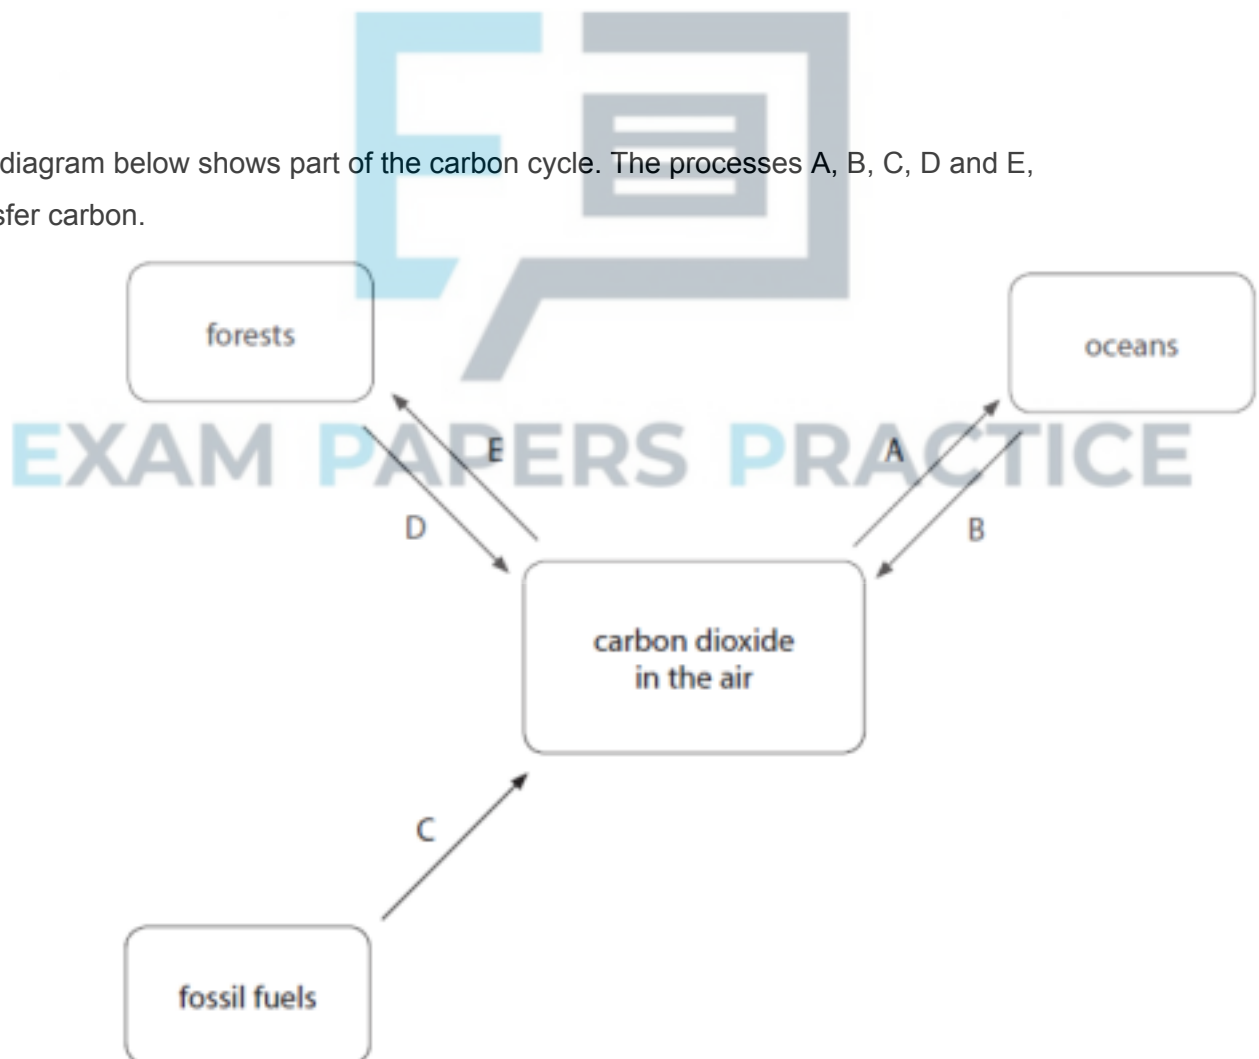 diagram below shows part of the carbon cycle. The processes A, B, C, D and E,
sfer carbon.
forests
oceans
EXAM PAPERS PRACTICE
E
A
D
B
carbon dioxide
in the air
C
fossil fuels